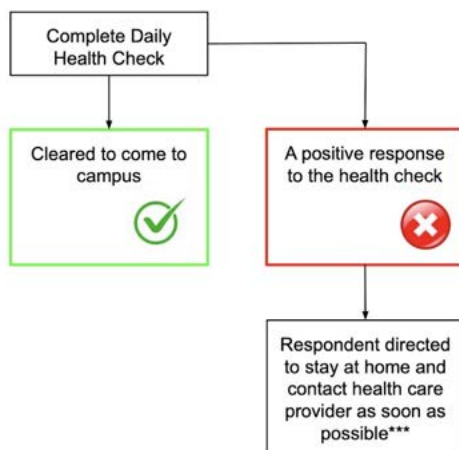 Complete Daily
Health Check
Cleared to come to
campus
A positive response
to the health check
Respondent directed
to stay at home and
contact health care
provider as soon as
possible***